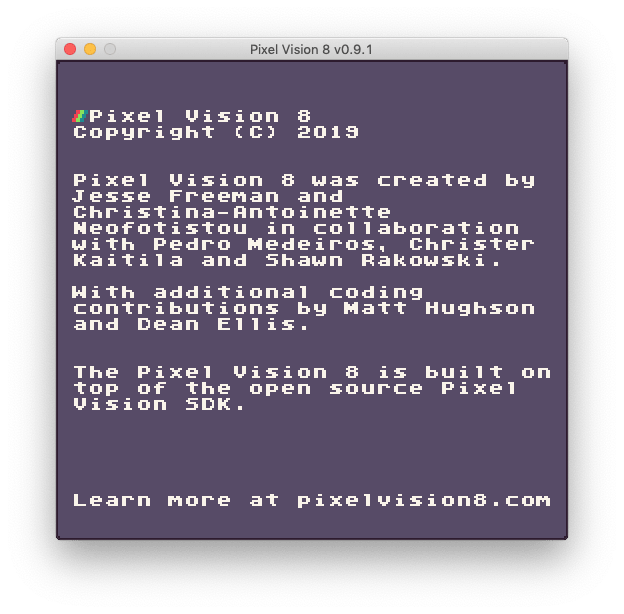 Pixel Vision 8 v0.9.1
Pixel Vision 8
Copyright (C) 2019
Pixel Vision 8 was created by
Jesse Freeman and
Christina-Antoinette
Neofotistou in collaboration
with Pedro Medeiros, Christer
Kaitila and Shawn Rakowski.
With additional coding
contributions by Matt Hughson
and Dean Ellis.
The Pixel Vision 8 is built on
top of the open source Pixel
Vision SDK.
Learn more at pixelvision8.com